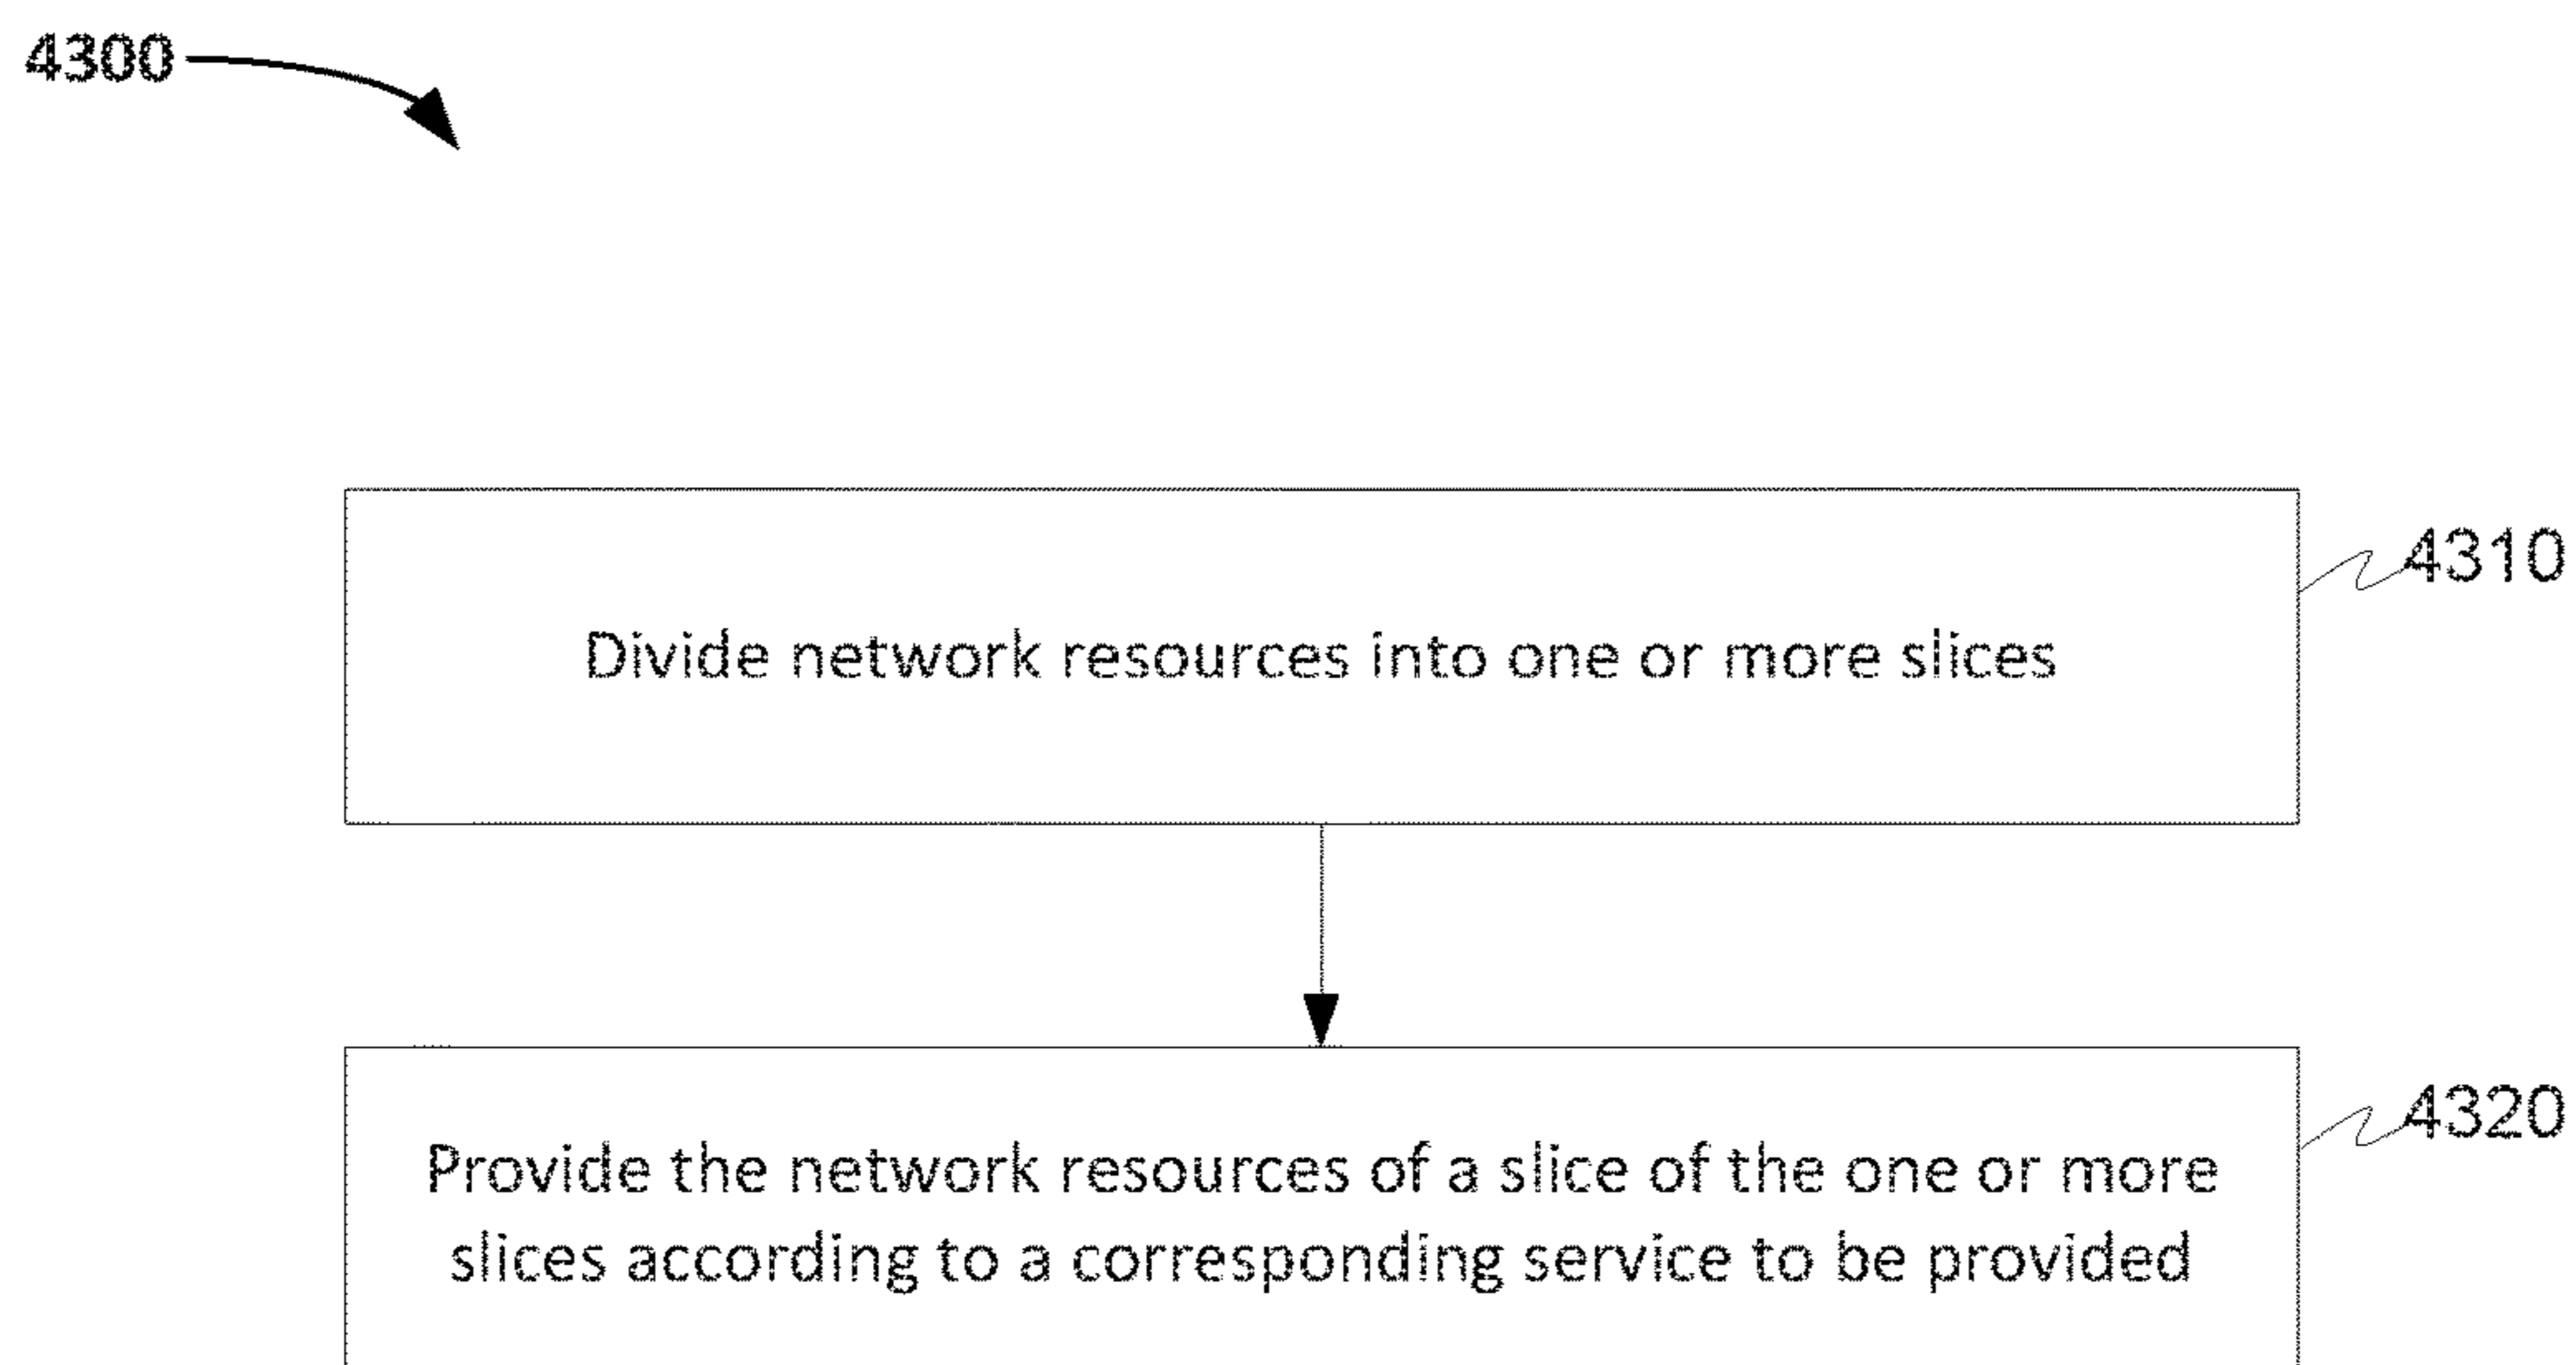 4300
4310
Divide network resources into one or more slices
4320
Provide the network resources of a slice of the one or more
slices according to a corresponding service to be provided